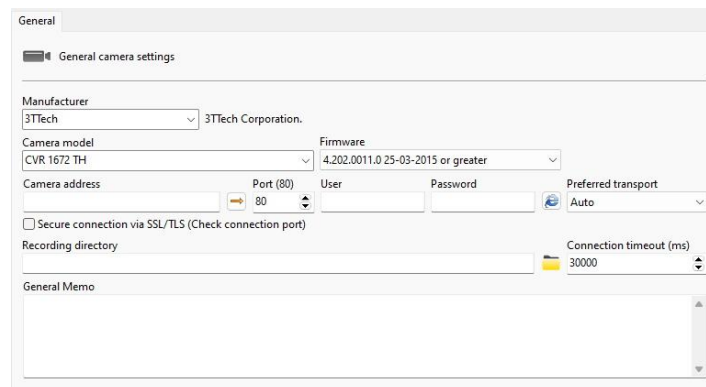 General
General camera settings
Manufacturer
3TTech 3TTech Corporation.
Camera model Firmware
CVR 1672 TH 4.202.0011.0 25-03-2015 or greater
Camera address Port (80) User Password Preferred transport
80 Auto
Secure connection via SSL/TLS (Check connection port)
Recording directory Connection timeout (ms)
30000
General Memo